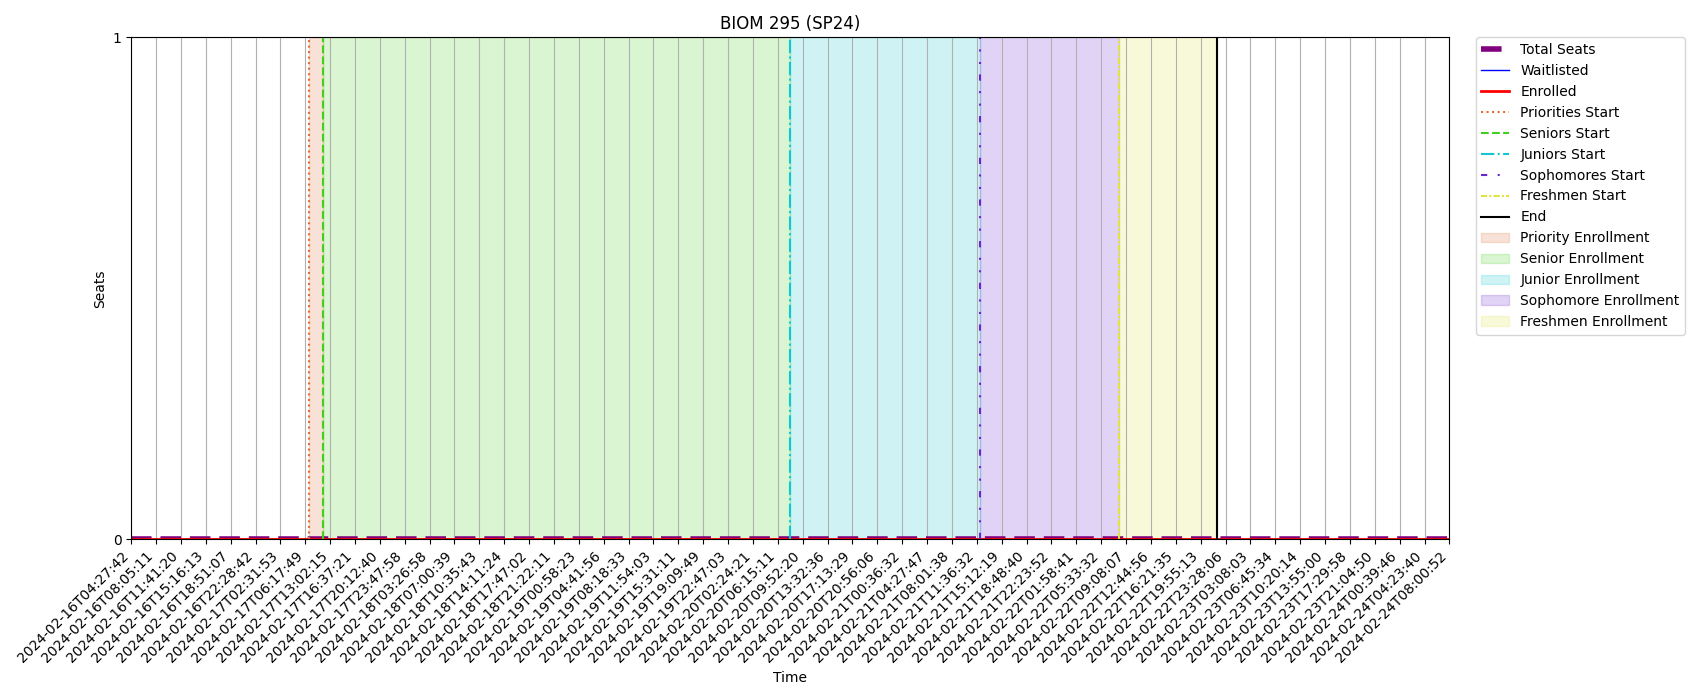 BIOM 295 (SP24)
1
0
Seats
2024-02-16T04:27:42
2024-02-16T08:05:11
2024-02-16T11:41:20
2024-02-16T15:16:13
2024-02-16T18:51:07
2024-02-16T22:28:42
2024-02-17T02:31:53
2024-02-17T06:17:49
2024-02-17T13:02:15
2024-02-17T16:37:21
2024-02-17T20:12:40
2024-02-17T23:47:58
2024-02-18T03:26:58
2024-02-18T07:00:39
2024-02-18T10:35:43
2024-02-18T14:11:24
2024-02-18T17:47:02
2024-02-18T21:22:11
2024-02-19T00:58:23
2024-02-19T04:41:56
2024-02-19T08:18:33
2024-02-19T11:54:03
2024-02-19T15:31:11
2024-02-19T19:09:49
2024-02-19T22:47:03
2024-02-20T02:24:21
2024-02-20T06:15:11
2024-02-20T09:52:20
2024-02-20T13:32:36
2024-02-20T17:13:29
2024-02-20T20:56:06
2024-02-21T00:36:32
2024-02-21T04:27:47
2024-02-21T08:01:38
2024-02-21T11:36:32
2024-02-21T15:12:19
2024-02-21T18:48:40
2024-02-21T22:23:52
2024-02-22T01:58:41
2024-02-22T05:33:32
2024-02-22T09:08:07
2024-02-22T12:44:56
2024-02-22T16:21:35
2024-02-22T19:55:13
2024-02-22T23:28:06
2024-02-23T03:08:03
2024-02-23T06:45:34
2024-02-23T10:20:14
2024-02-23T13:55:00
2024-02-23T17:29:58
2024-02-23T21:04:50
2024-02-24T00:39:46
2024-02-24T04:23:40
2024-02-24T08:00:52
Time
Total Seats
Waitlisted
Enrolled
Priorities Start
Seniors Start
Juniors Start
Sophomores Start
Freshmen Start
End
Priority Enrollment
Senior Enrollment
Junior Enrollment
Sophomore Enrollment
Freshmen Enrollment